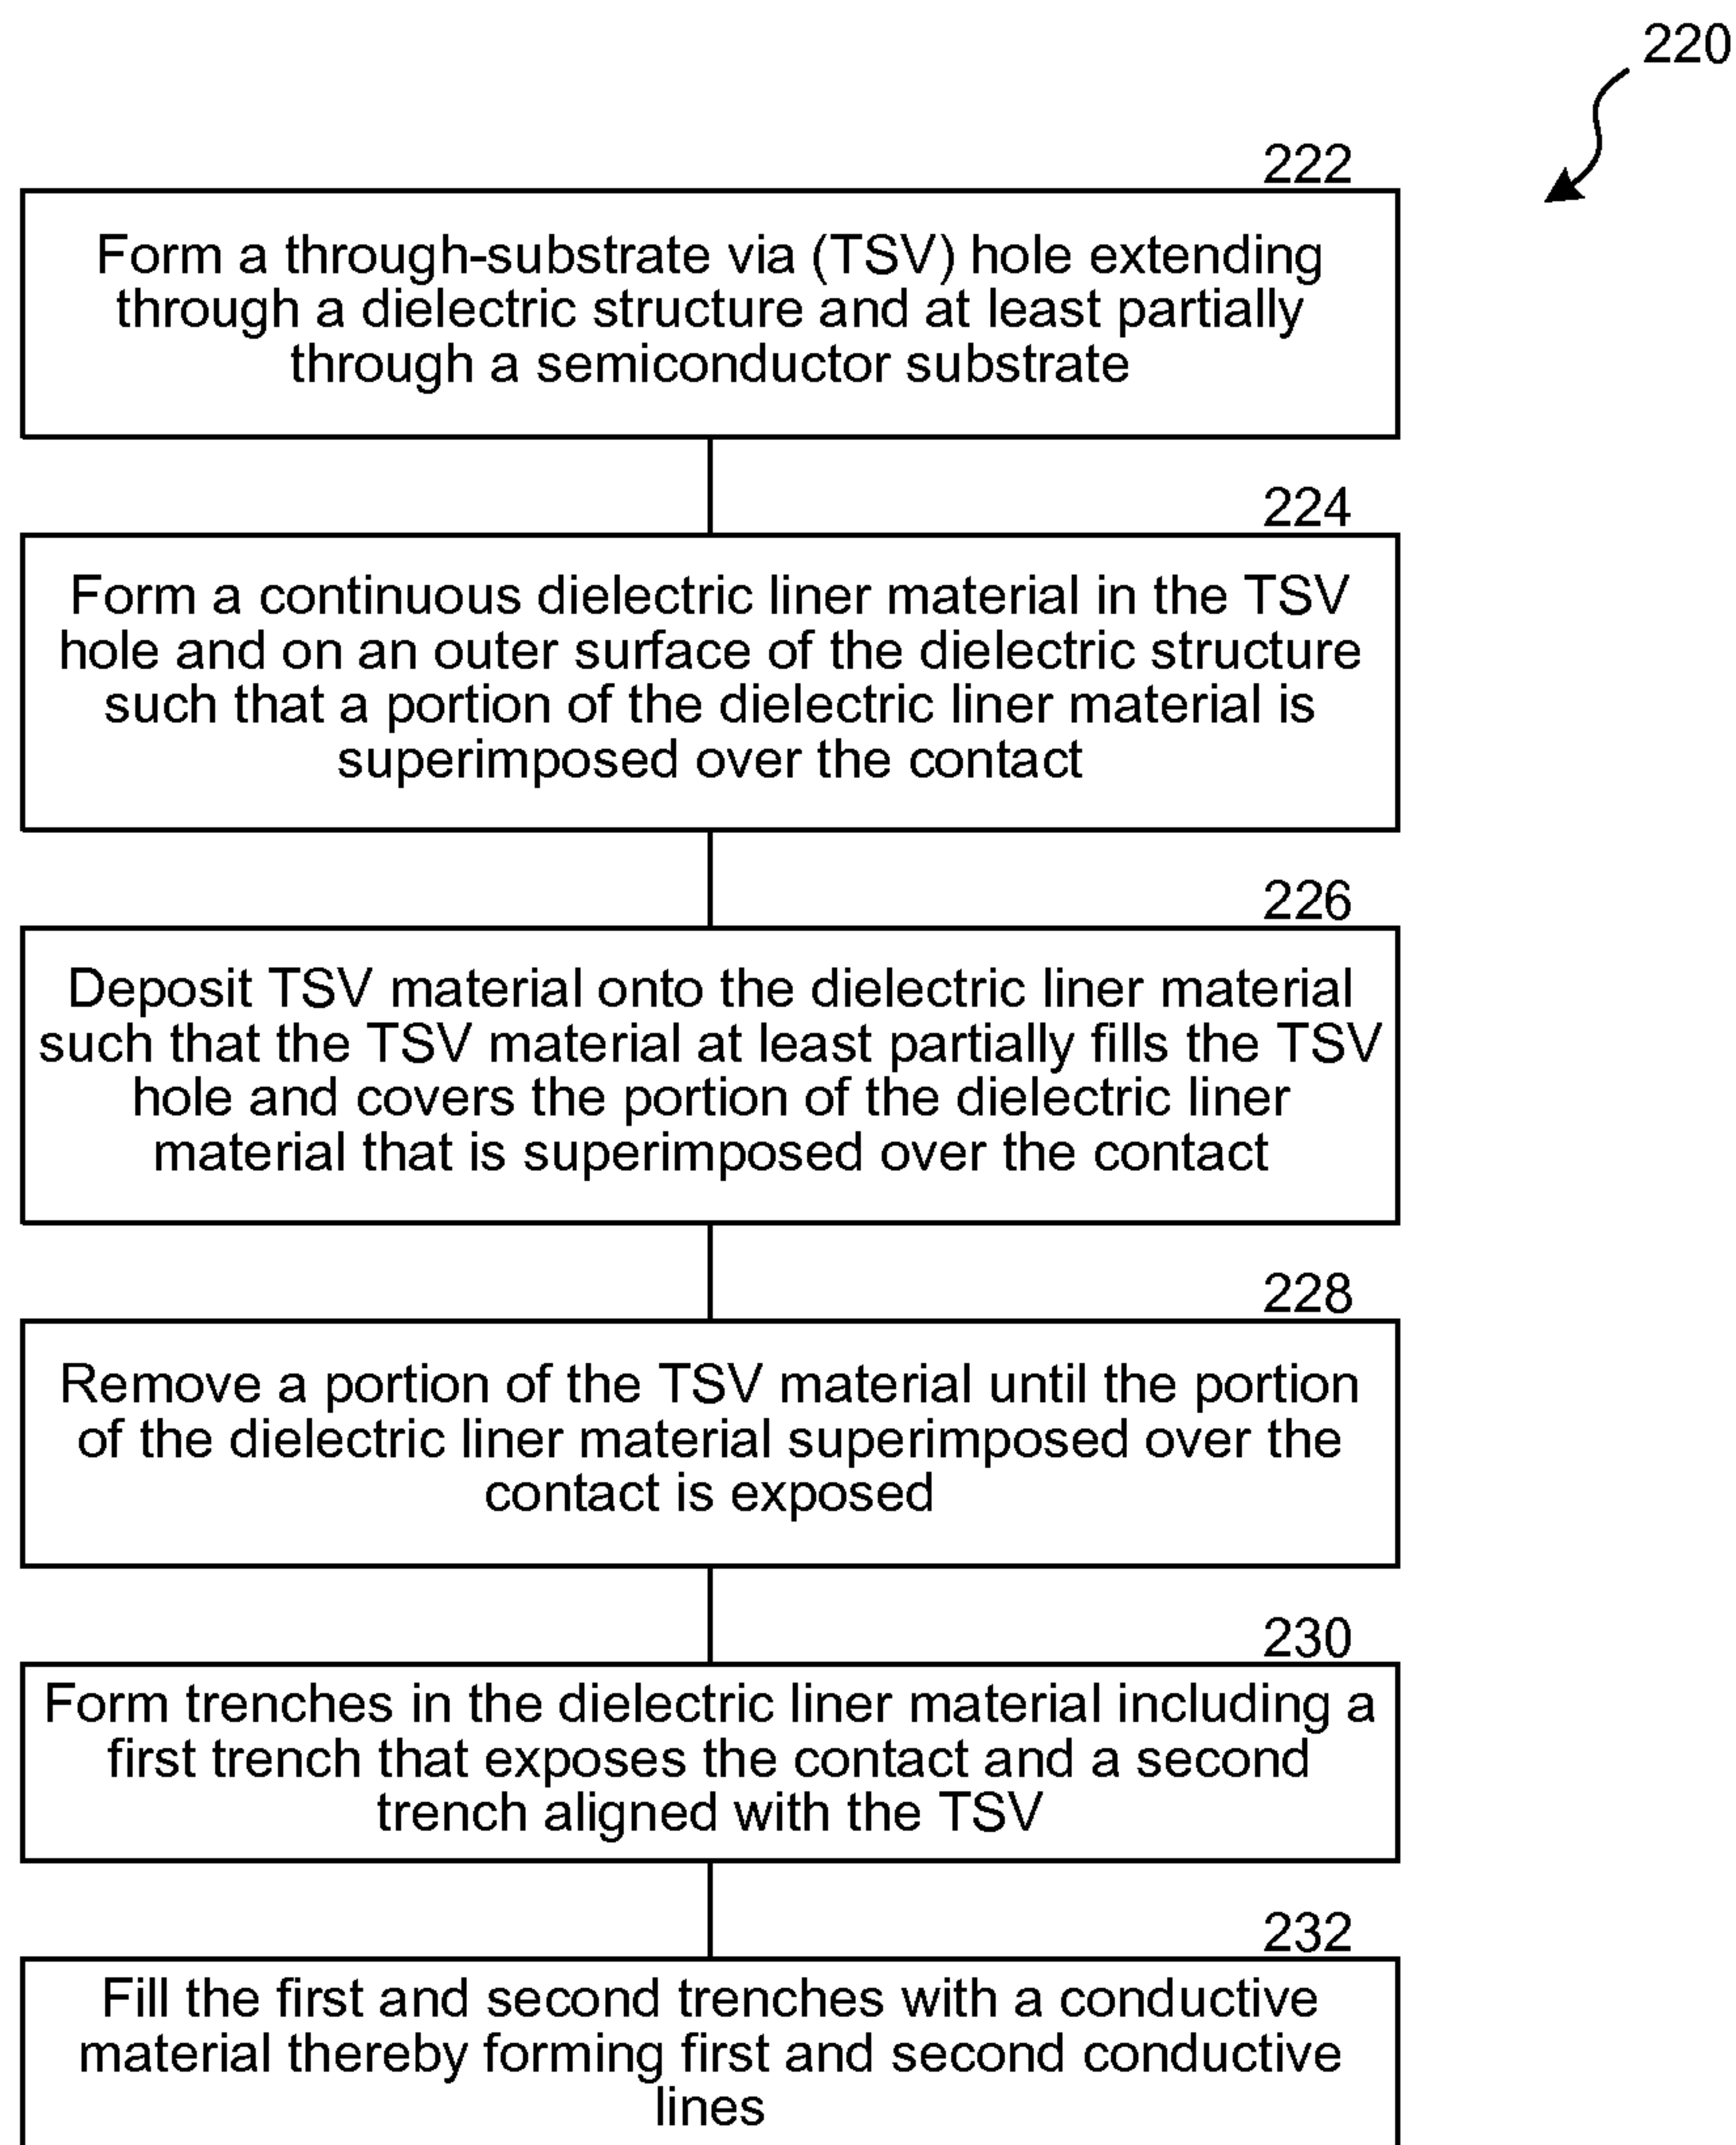 220
222
Form a through-substrate via (TSV) hole extending
through a dielectric structure and at least partially
through a semiconductor substrate
224
Form a continuous dielectric liner material in the TSV
hole and on an outer surface of the dielectric structure
such that a portion of the dielectric liner material is
superimposed over the contact
226
Deposit TSV material onto the dielectric liner material
such that the TSV material at least partially fills the TSV
hole and covers the portion of the dielectric liner
material that is superimposed over the contact
228
Remove a portion of the TSV material until the portion
of the dielectric liner material superimposed over the
contact is exposed
230
Form trenches in the dielectric liner material including a
first trench that exposes the contact and a second
trench aligned with the TSV
232
Fill the first and second trenches with a conductive
material thereby forming first and second conductive
lines